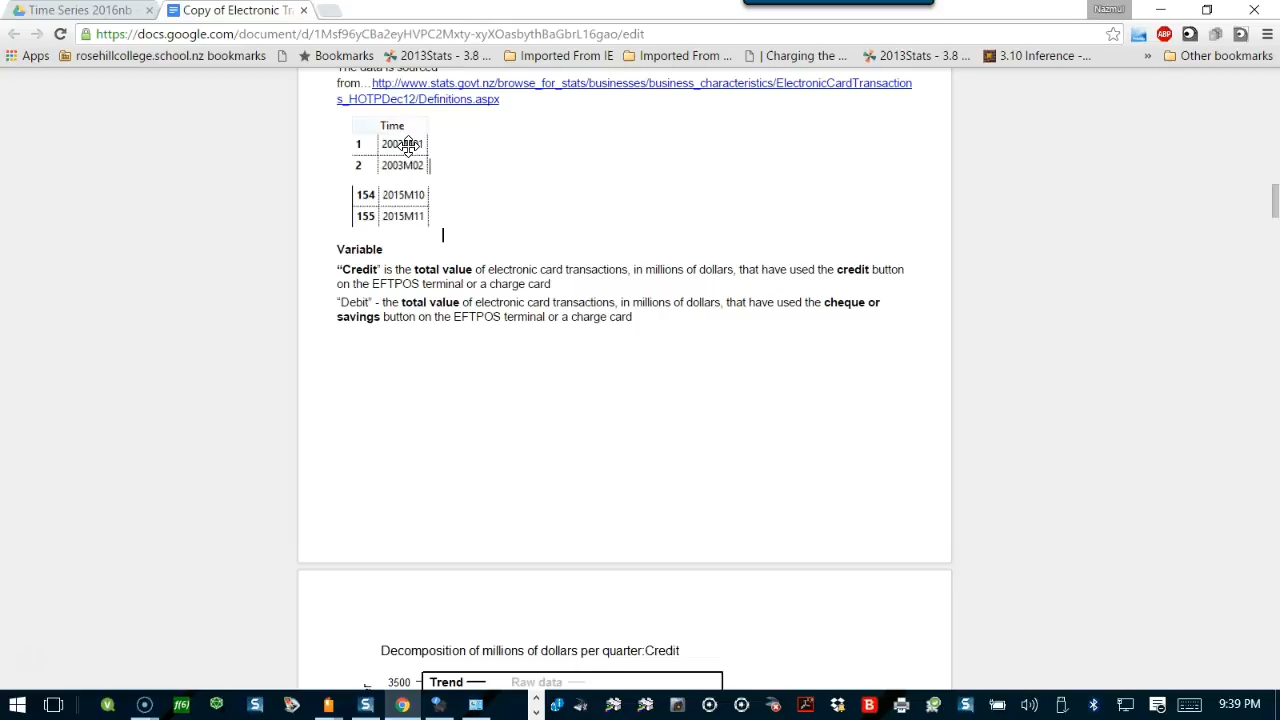 Time Series 2016nb
Copy of Electronic Tr
Nazmul
https://docs.google.com/document/d/1Msf96yCBa2eyHVPC2Mxty-xyXOasbythBaGbrL16gao/edit
Apps
rosehillcollege.school.nz bookmarks
Bookmarks
2013Stats - 3.8 ...
Imported From IE
Imported From ...
| Charging the ...
2013Stats - 3.8 ...
3.10 Inference -...
»
Other bookmarks
The data is sourced
from…http://www.stats.govt.nz/browse_for_stats/businesses/business_characteristics/ElectronicCardTransaction
s_HOTPDec12/Definitions.aspx
Time
1
2 2003M02
154 2015M10
155 2015M11
Variable
“Credit” is the total value of electronic card transactions, in millions of dollars, that have used the credit button
on the EFTPOS terminal or a charge card
“Debit” - the total value of electronic card transactions, in millions of dollars, that have used the cheque or
savings button on the EFTPOS terminal or a charge card
Decomposition of millions of dollars per quarter:Credit
3500 Trend Raw data
9:39 PM